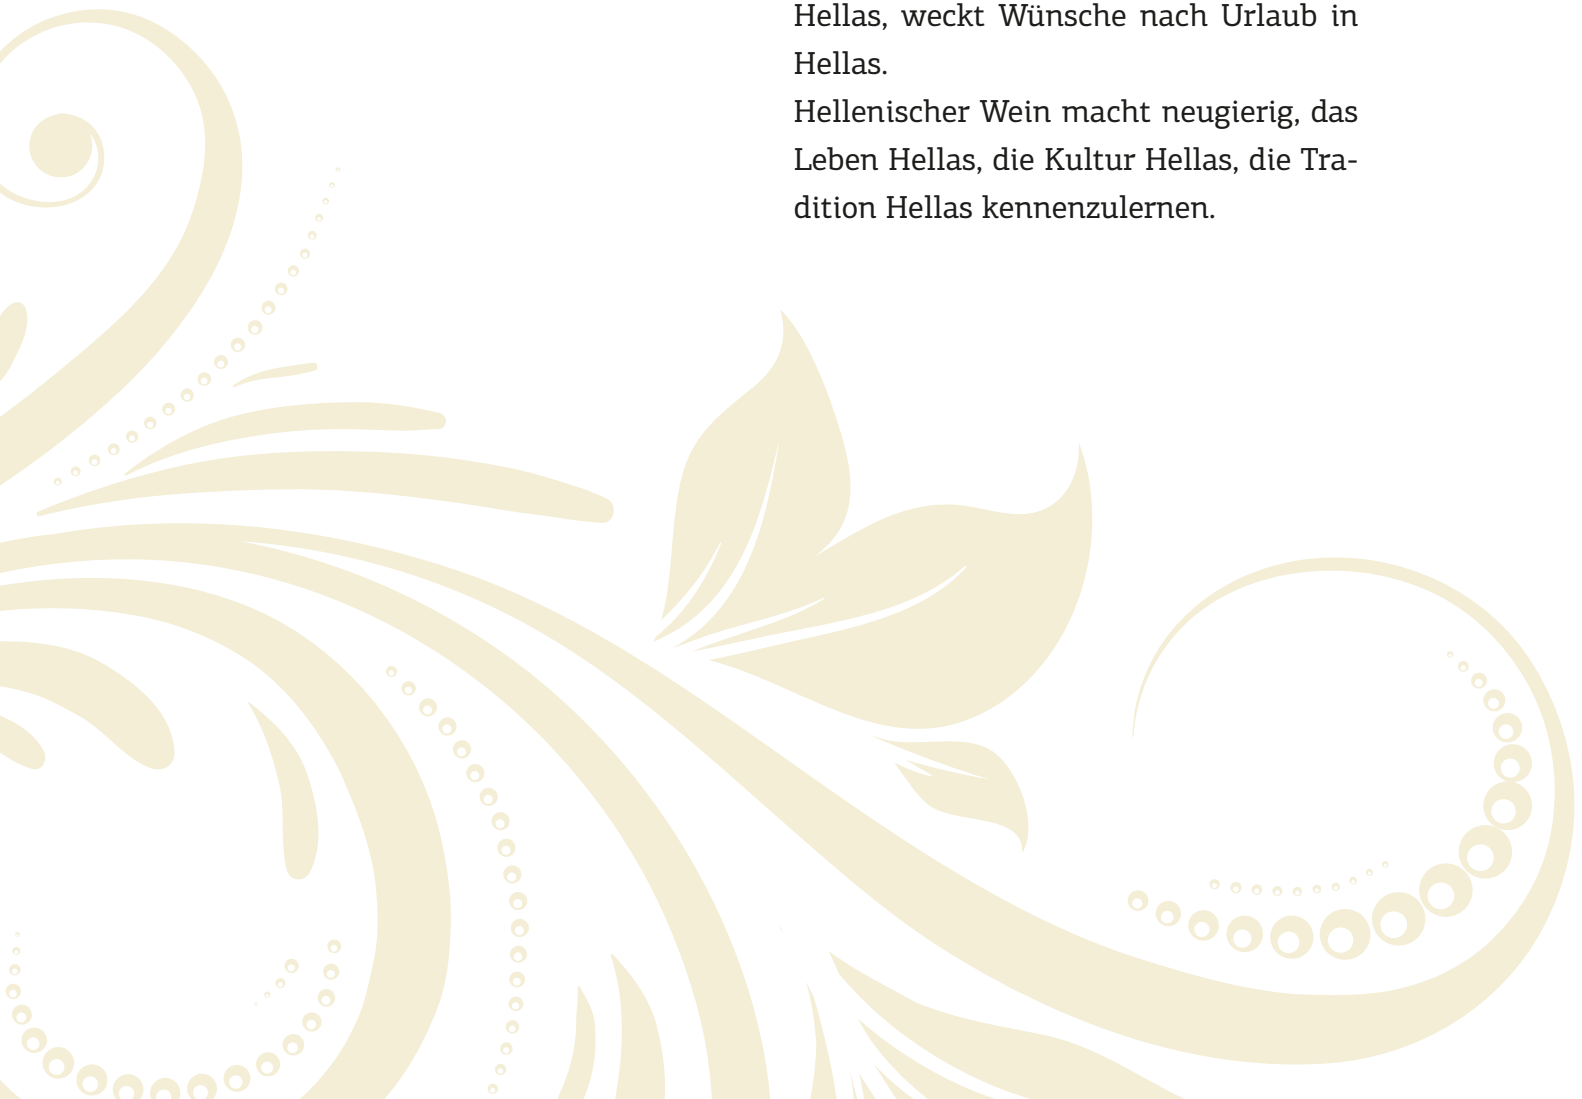 Hellas, weckt Wünsche nach Urlaub in
Hellas.
Hellenischer Wein macht neugierig, das
Leben Hellas, die Kultur Hellas, die Tra-
dition Hellas kennenzulernen.